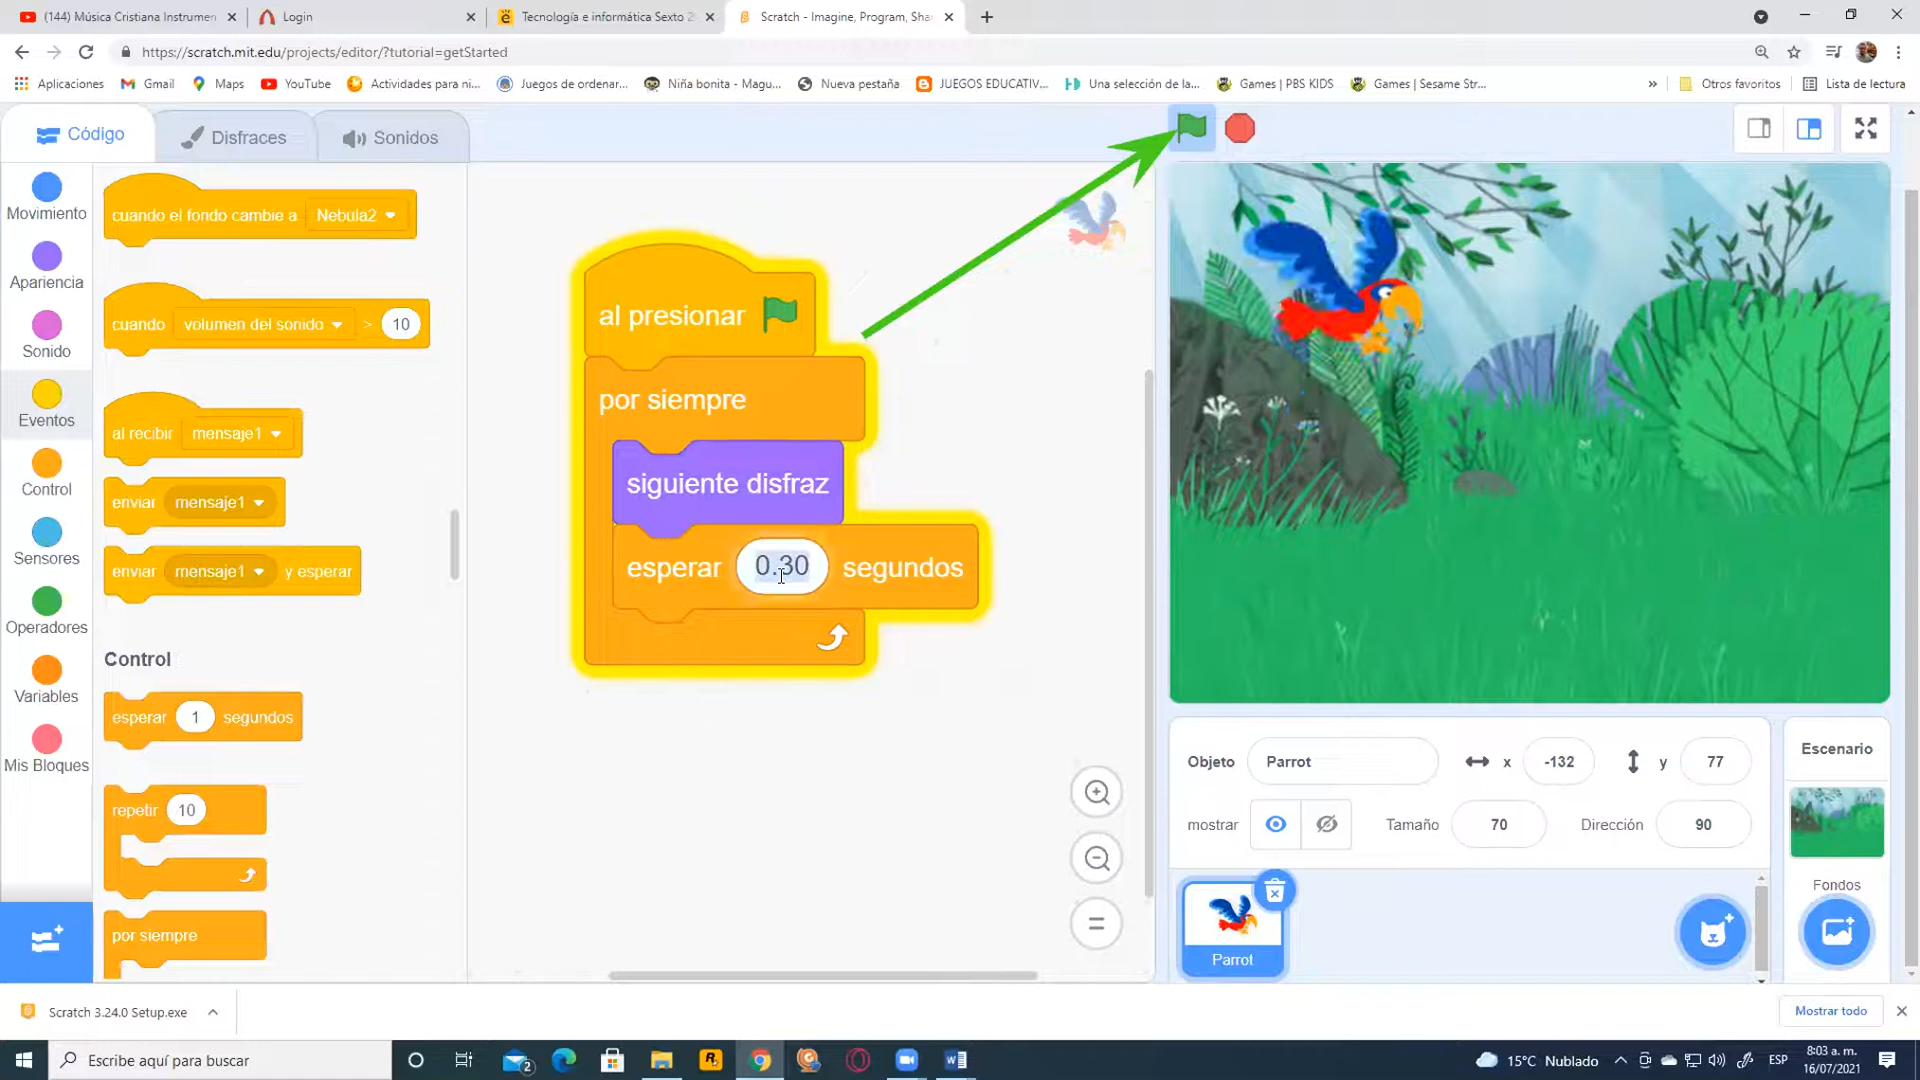 (144) Música Cristiana Instrumen
Login
Tecnología e informática Sexto 2
Scratch - Imagine, Program, Sha
https://scratch.mit.edu/projects/editor/?tutorial=getStarted
Aplicaciones
Gmail
Maps
YouTube
Actividades para ni...
Juegos de ordenar...
Niña bonita - Magu...
Nueva pestaña
JUEGOS EDUCATIV...
Una selección de la...
Games | PBS KIDS
Games | Sesame Str...
»
Otros favoritos
Lista de lectura
Código
Disfraces
Sonidos
Movimiento
Apariencia
Sonido
Eventos
Control
Sensores
Operadores
Variables
Mis Bloques
cuando el fondo cambie a Nebula2
cuando volumen del sonido > 10
al recibir mensaje1
enviar mensaje1
enviar mensaje1 y esperar
Control
esperar 1 segundos
repetir 10
por siempre
al presionar
por siempre
siguiente disfraz
esperar 0.30 segundos
Objeto Parrot x -132 y 77
mostrar Tamaño 70 Dirección 90
Parrot
Escenario
Fondos
Scratch 3.24.0 Setup.exe
Mostrar todo
Escribe aquí para buscar
2
15°C Nublado
ESP
8:03 a. m.
16/07/2021